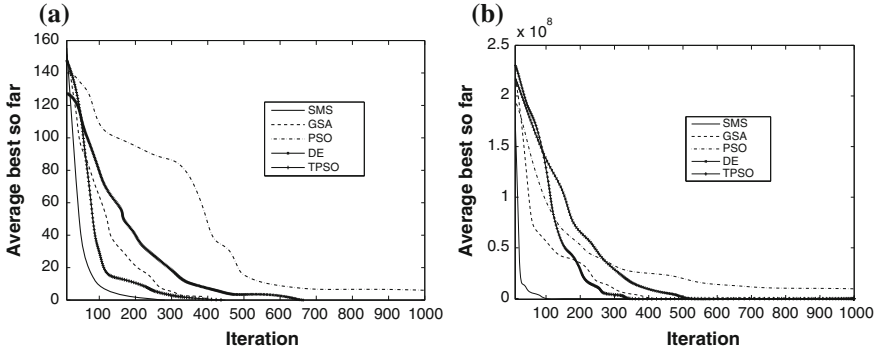 (a)
160
140
120
100
80
60
40
20
0
Average best so far
100 200 300 400 500 600 700 800 900 1000
Iteration
SMS
GSA
PSO
DE
TPSO
(b)
x 10^8
2.5
2
1.5
1
0.5
0
Average best so far
100 200 300 400 500 600 700 800 900 1000
Iteration
SMS
GSA
PSO
DE
TPSO